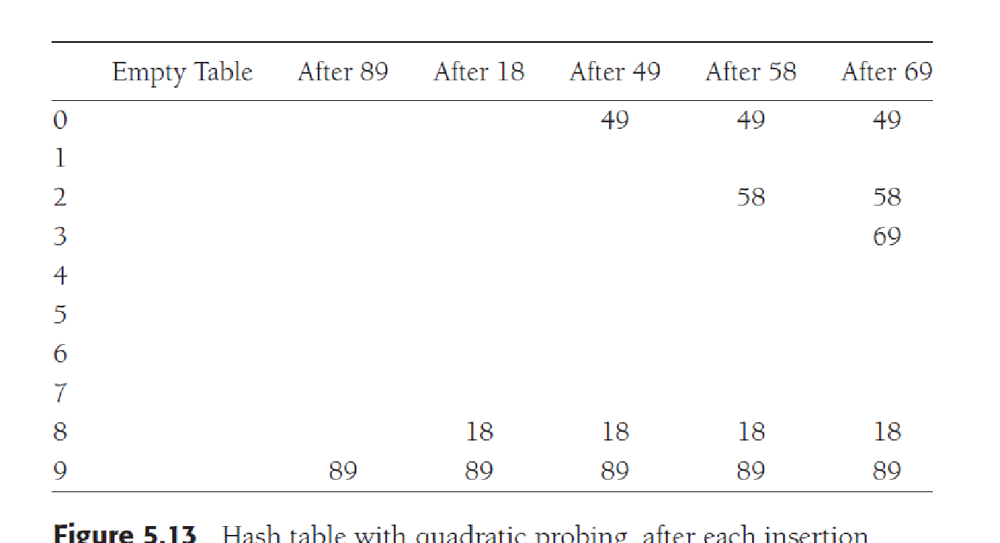 Empty Table After 89 After 18 After 49 After 58 After 69
0 49 49 49
1
2 58 58
3 69
4
5
6
7
8 18 18 18 18
9 89 89 89 89 89
Figure 5.13 Hash table with quadratic probing, after each insertion